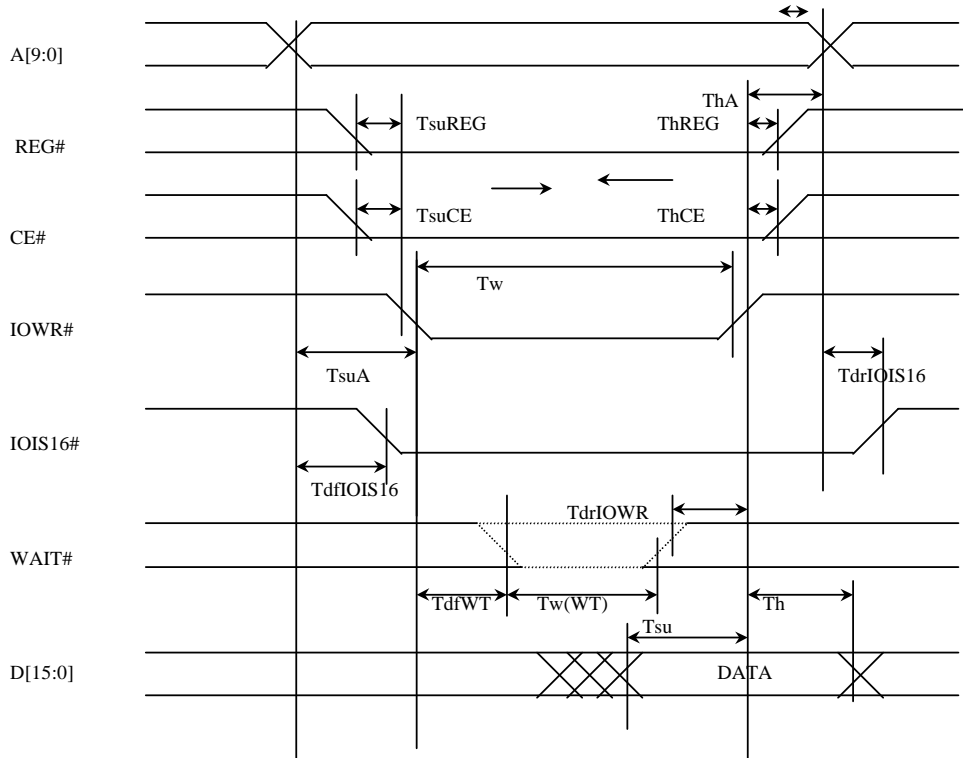 A[9:0]
ThA
TsuREG
ThREG
REG#
TsuCE
ThCE
CE#
Tw
IOWR#
TsuA
TdrIOIS16
IOIS16#
TdfIOIS16
TdrIOWR
WAIT#
TdfWT
Tw(WT)
Th
Tsu
D[15:0]
DATA